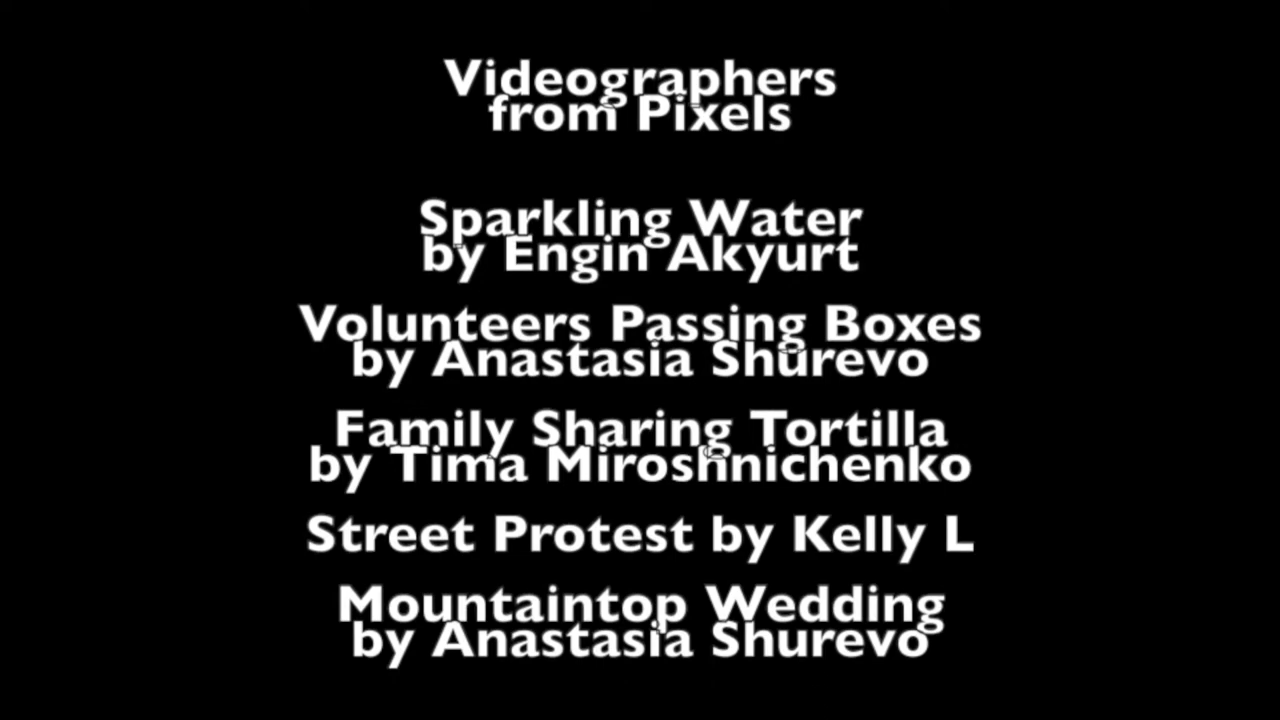 Videographers
from Pixels
Sparkling Water
by Engin Akyurt
Volunteers Passing Boxes
by Anastasia Shurevo
Family Sharing Tortilla
by Tima Miroshnichenko
Street Protest by Kelly L
Mountaintop Wedding
by Anastasia Shurevo